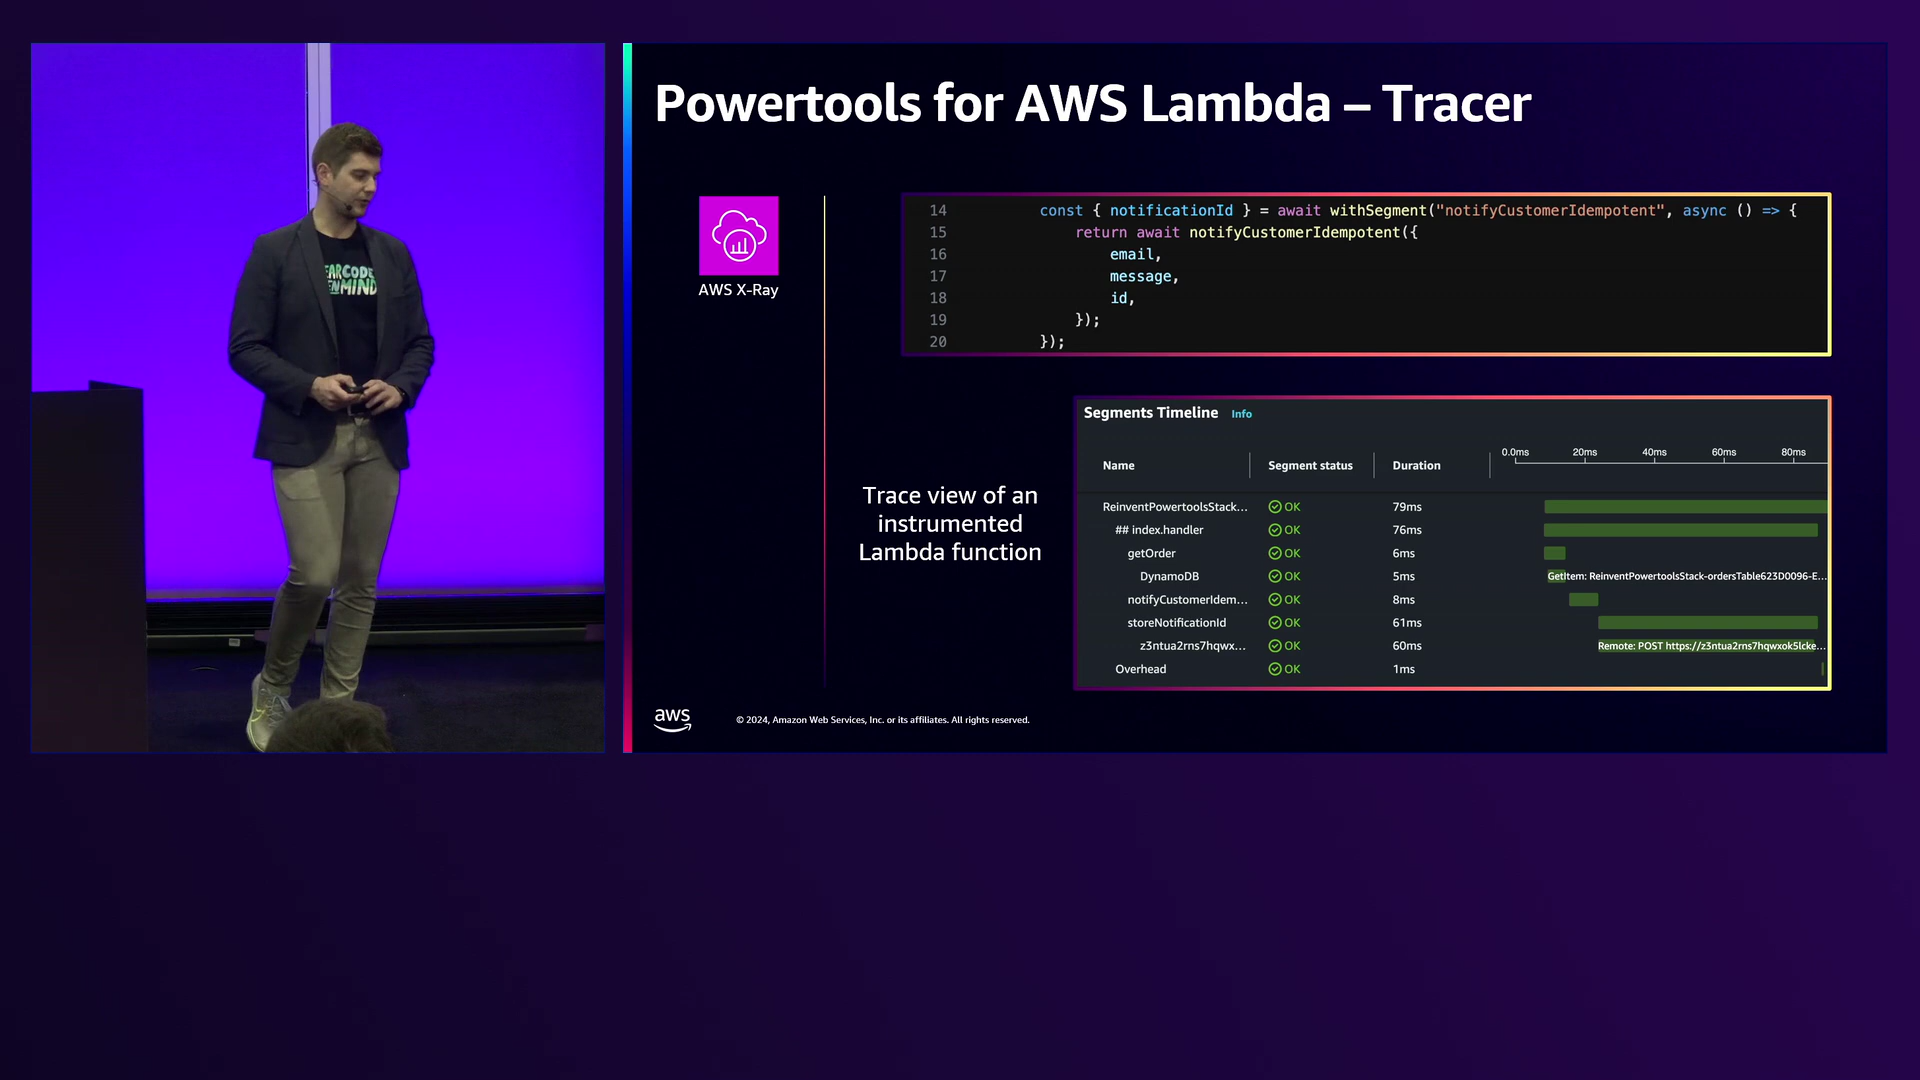 Powertools for AWS Lambda – Tracer
EARCODE
EN MIND
AWS X-Ray
14 const { notificationId } = await withSegment("notifyCustomerIdempotent", async () => {
15 return await notifyCustomerIdempotent({
16 email,
17 message,
18 id,
19 });
20 });
Trace view of an
instrumented
Lambda function
Segments Timeline Info
Name Segment status Duration 0.0ms 20ms 40ms 60ms 80ms
ReinventPowertoolsStack... OK 79ms
## index.handler OK 76ms
getOrder OK 6ms
DynamoDB OK 5ms GetItem: ReinventPowertoolsStack-ordersTable623D0096-E...
notifyCustomerIdem... OK 8ms
storeNotificationId OK 61ms
z3ntua2rns7hqwx... OK 60ms Remote: POST https://z3ntua2rns7hqwxok5lcke...
Overhead OK 1ms
aws
© 2024, Amazon Web Services, Inc. or its affiliates. All rights reserved.